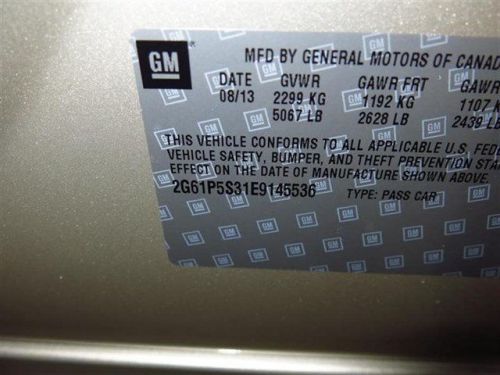 GM
MFD BY GENERAL MOTORS OF CANADA
DATE GVWR GAWR FRT GAWR
08/13 2299 KG 1192 KG 1107 K
5067 LB 2628 LB 2439 LB
THIS VEHICLE CONFORMS TO ALL APPLICABLE U.S. FEDE
VEHICLE SAFETY, BUMPER, AND THEFT PREVENTION STAN
EFFECT ON THE DATE OF MANUFACTURE SHOWN ABOVE.
2G61P5S31E9145536 TYPE: PASS CAR